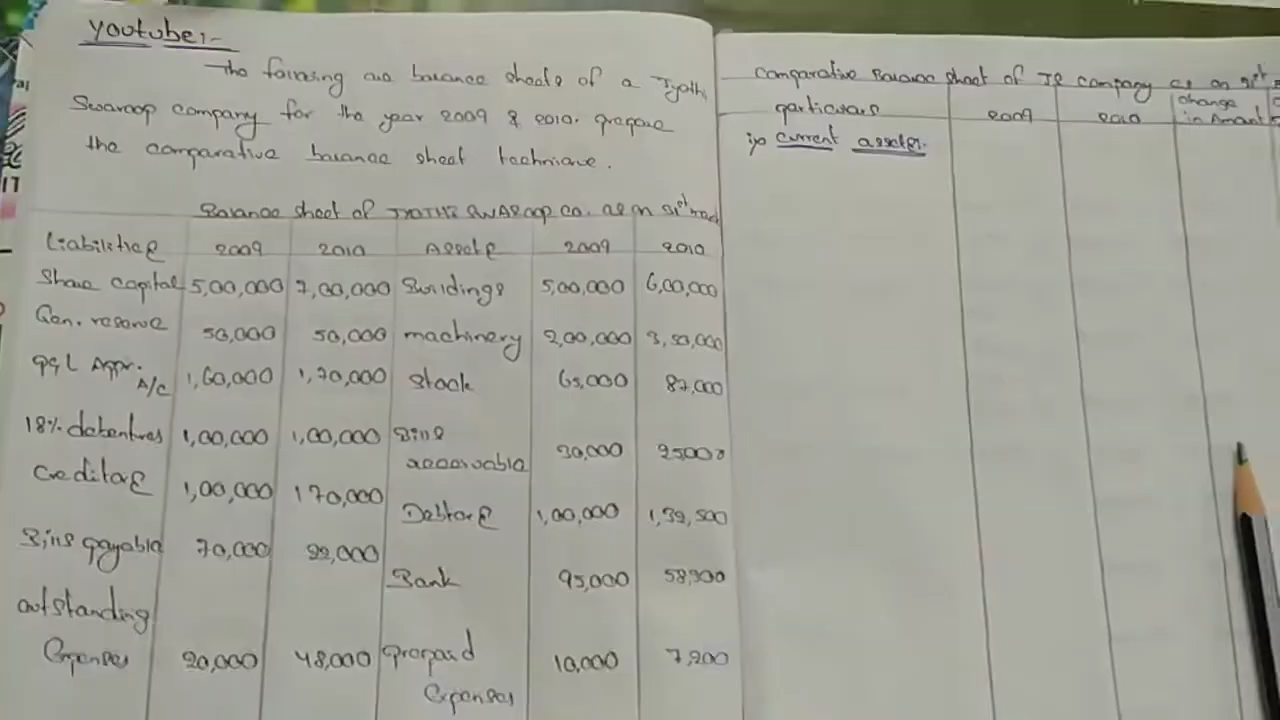 Youtube:-
The following are balance sheets of a Jyothi
Swaroop company for the year 2009 & 2010. prepare
the comparative balance sheet technique.
Balance sheet of JYOTHI SWAROOP co. as on 31st
Liabilities 2009 2010 Assets 2009 2010
Share capital 5,00,000 7,00,000 Buildings 5,00,000 6,00,000
Gen. reserve 50,000 50,000 machinery 2,00,000 3,50,000
P&L Appr. A/C 1,60,000 1,70,000 Stock 65,000 87,000
18% debentures 1,00,000 1,00,000 Bills
receivable 30,000 25000
Creditors 1,00,000 170,000
Debtors 1,00,000 1,32,500
Bills payable 70,000 22,000
Bank 95,000 58,300
outstanding
Expenses 20,000 48,000 prepaid 10,000 7,200
Expenses
Comparative Balance sheet of JS company as on 31st
particulars 2009 2010 change
in Amount
i) current assets:-